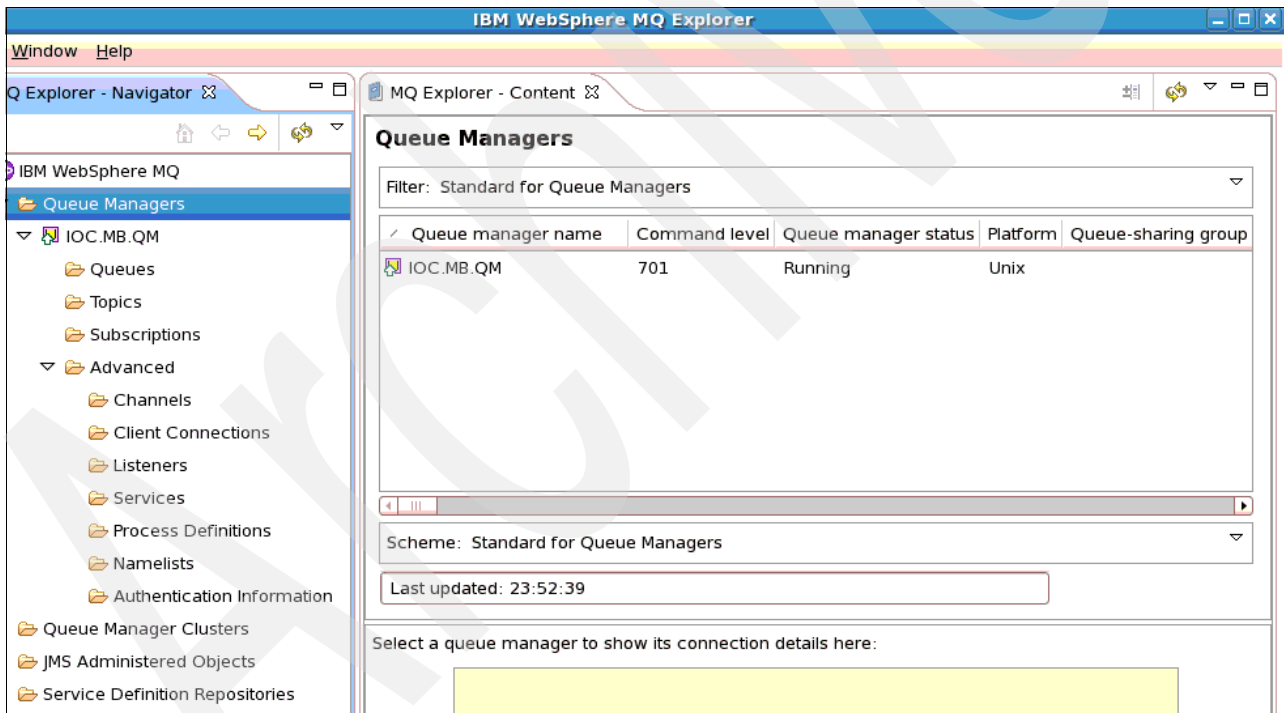 IBM WebSphere MQ Explorer
Window Help
Q Explorer - Navigator
IBM WebSphere MQ
Queue Managers
IOC.MB.QM
Queues
Topics
Subscriptions
Advanced
Channels
Client Connections
Listeners
Services
Process Definitions
Namelists
Authentication Information
Queue Manager Clusters
JMS Administered Objects
Service Definition Repositories
MQ Explorer - Content
Queue Managers
Filter: Standard for Queue Managers
Queue manager name Command level Queue manager status Platform Queue-sharing group
IOC.MB.QM 701 Running Unix
Scheme: Standard for Queue Managers
Last updated: 23:52:39
Select a queue manager to show its connection details here: